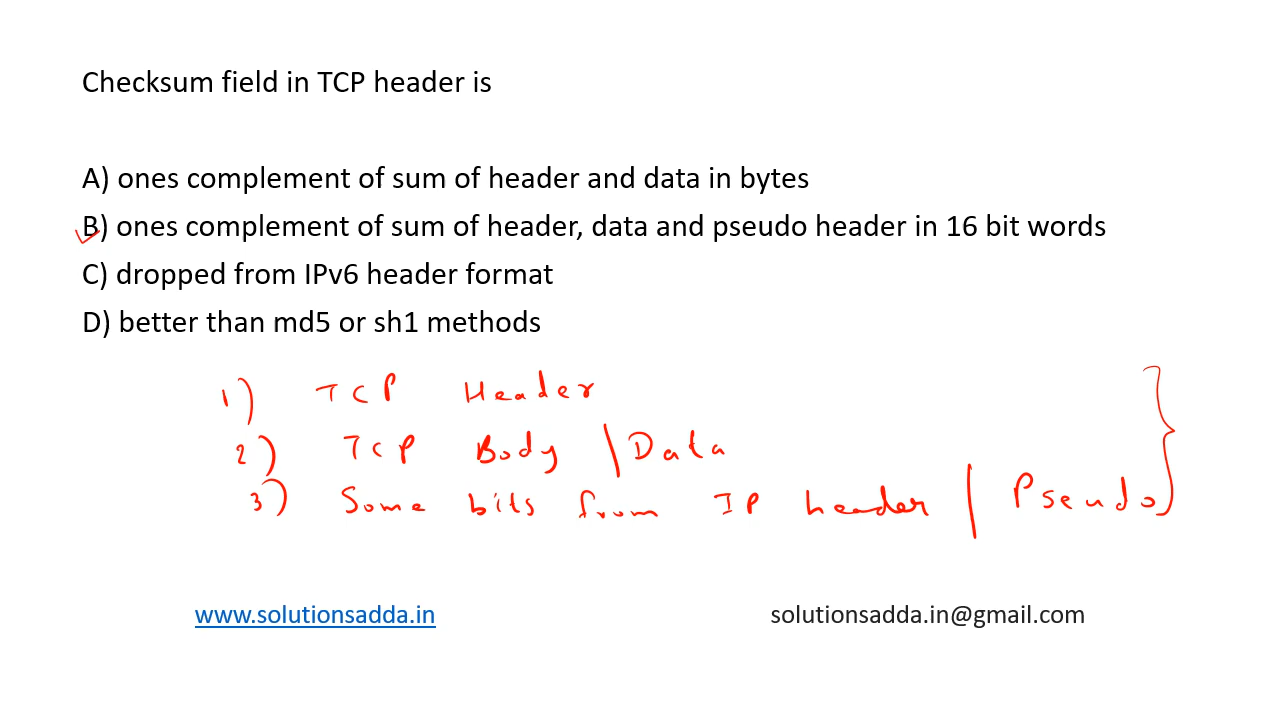 Checksum field in TCP header is
A) ones complement of sum of header and data in bytes
B) ones complement of sum of header, data and pseudo header in 16 bit words
C) dropped from IPv6 header format
D) better than md5 or sh1 methods
1) TCP Header
2) TCP Body / Data
3) Some bits from IP header / Pseudo
www.solutionsadda.in solutionsadda.in@gmail.com